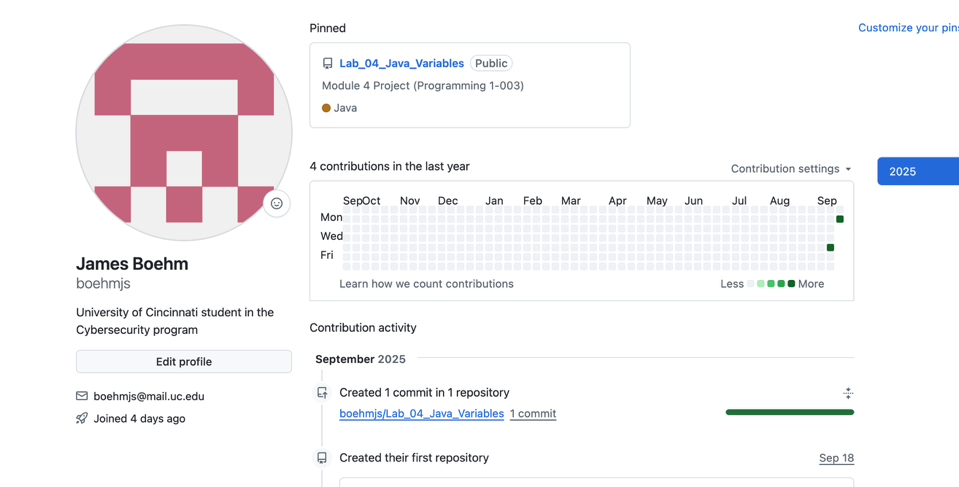 Pinned
Customize your pins
Lab_04_Java_Variables Public
Module 4 Project (Programming 1-003)
Java
4 contributions in the last year
Contribution settings
2025
Sep Oct Nov Dec Jan Feb Mar Apr May Jun Jul Aug Sep
Mon
Wed
Fri
Learn how we count contributions
Less More
James Boehm
boehmjs
University of Cincinnati student in the
Cybersecurity program
Edit profile
boehmjs@mail.uc.edu
Joined 4 days ago
Contribution activity
September 2025
Created 1 commit in 1 repository
boehmjs/Lab_04_Java_Variables 1 commit
Created their first repository
Sep 18